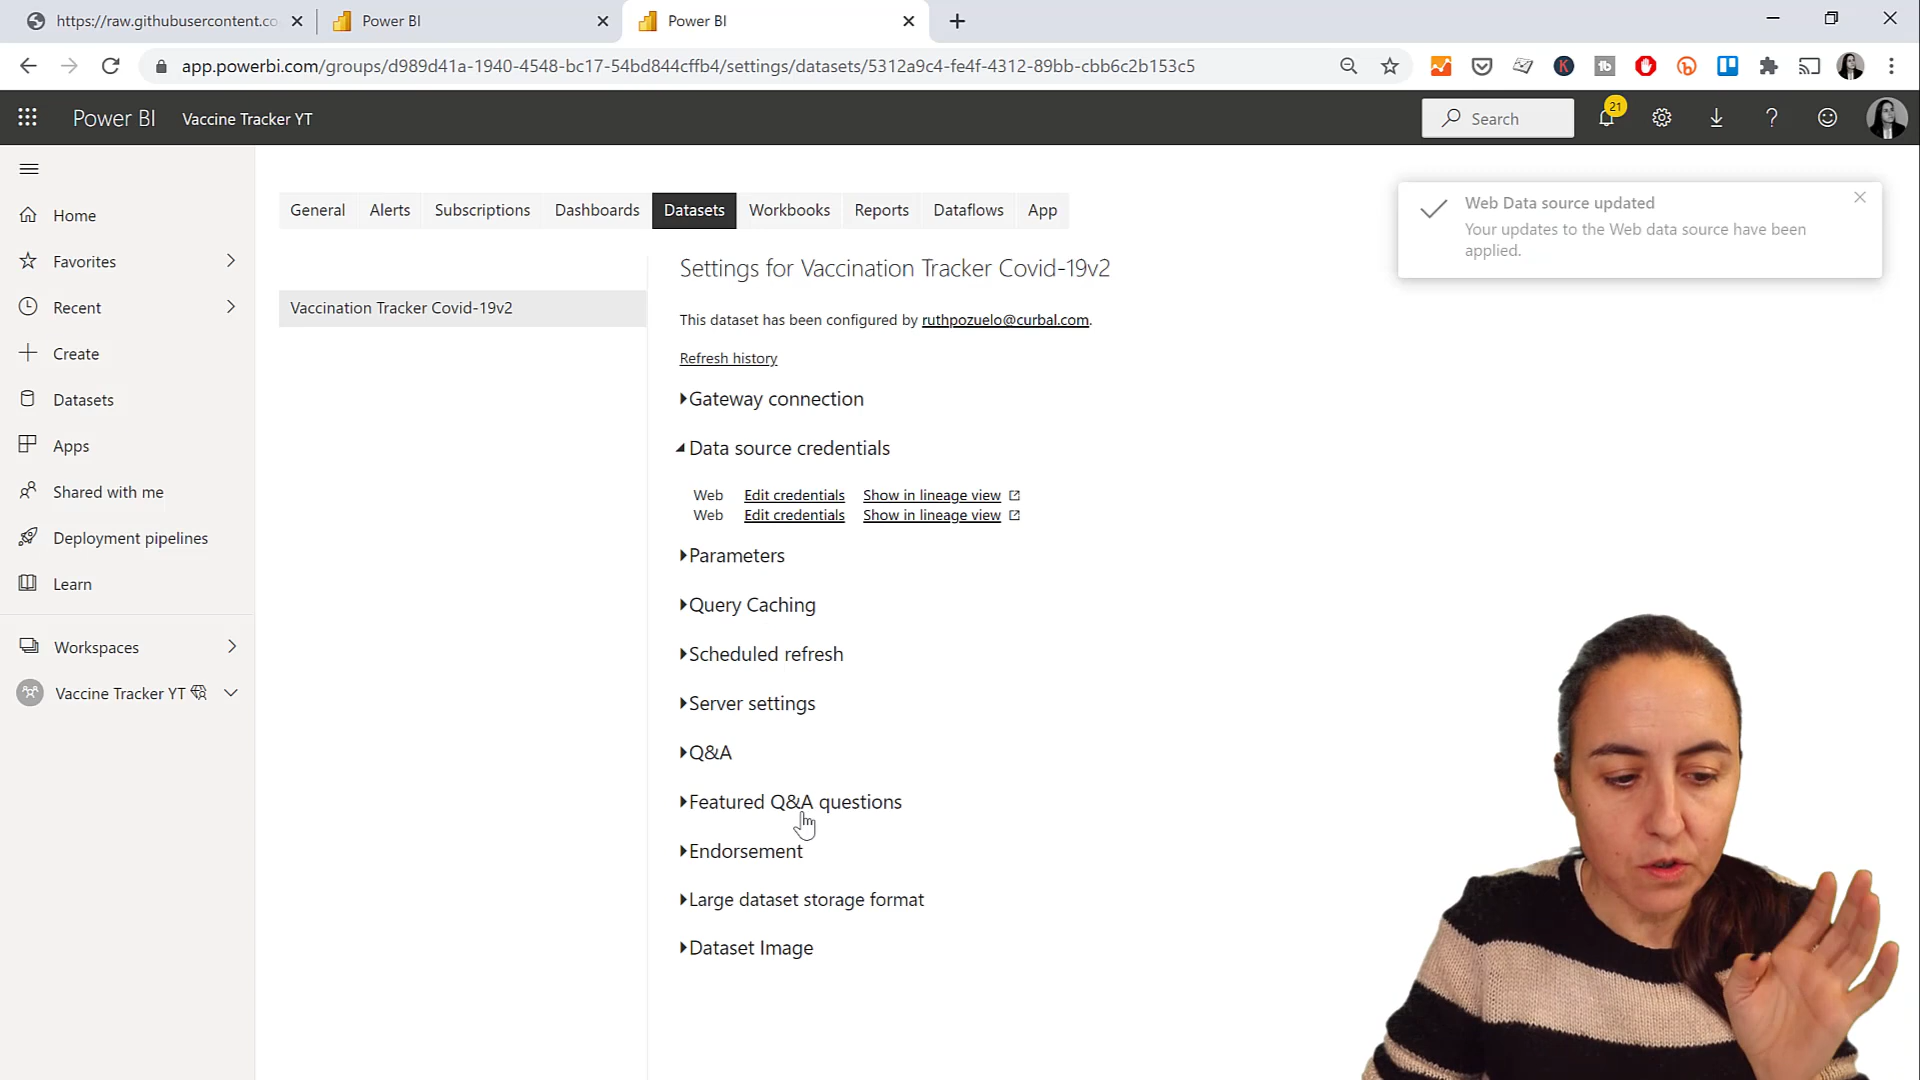 https://raw.githubusercontent.co
Power BI
Power BI
app.powerbi.com/groups/d989d41a-1940-4548-bc17-54bd844cffb4/settings/datasets/5312a9c4-fe4f-4312-89bb-cbb6c2b153c5
Power BI
Vaccine Tracker YT
Search
21
Home
Favorites
Recent
Create
Datasets
Apps
Shared with me
Deployment pipelines
Learn
Workspaces
Vaccine Tracker YT
General Alerts Subscriptions Dashboards Datasets Workbooks Reports Dataflows App
Vaccination Tracker Covid-19v2
Settings for Vaccination Tracker Covid-19v2
This dataset has been configured by ruthpozuelo@curbal.com.
Refresh history
Gateway connection
Data source credentials
Web Edit credentials Show in lineage view
Web Edit credentials Show in lineage view
Parameters
Query Caching
Scheduled refresh
Server settings
Q&A
Featured Q&A questions
Endorsement
Large dataset storage format
Dataset Image
Web Data source updated
Your updates to the Web data source have been
applied.